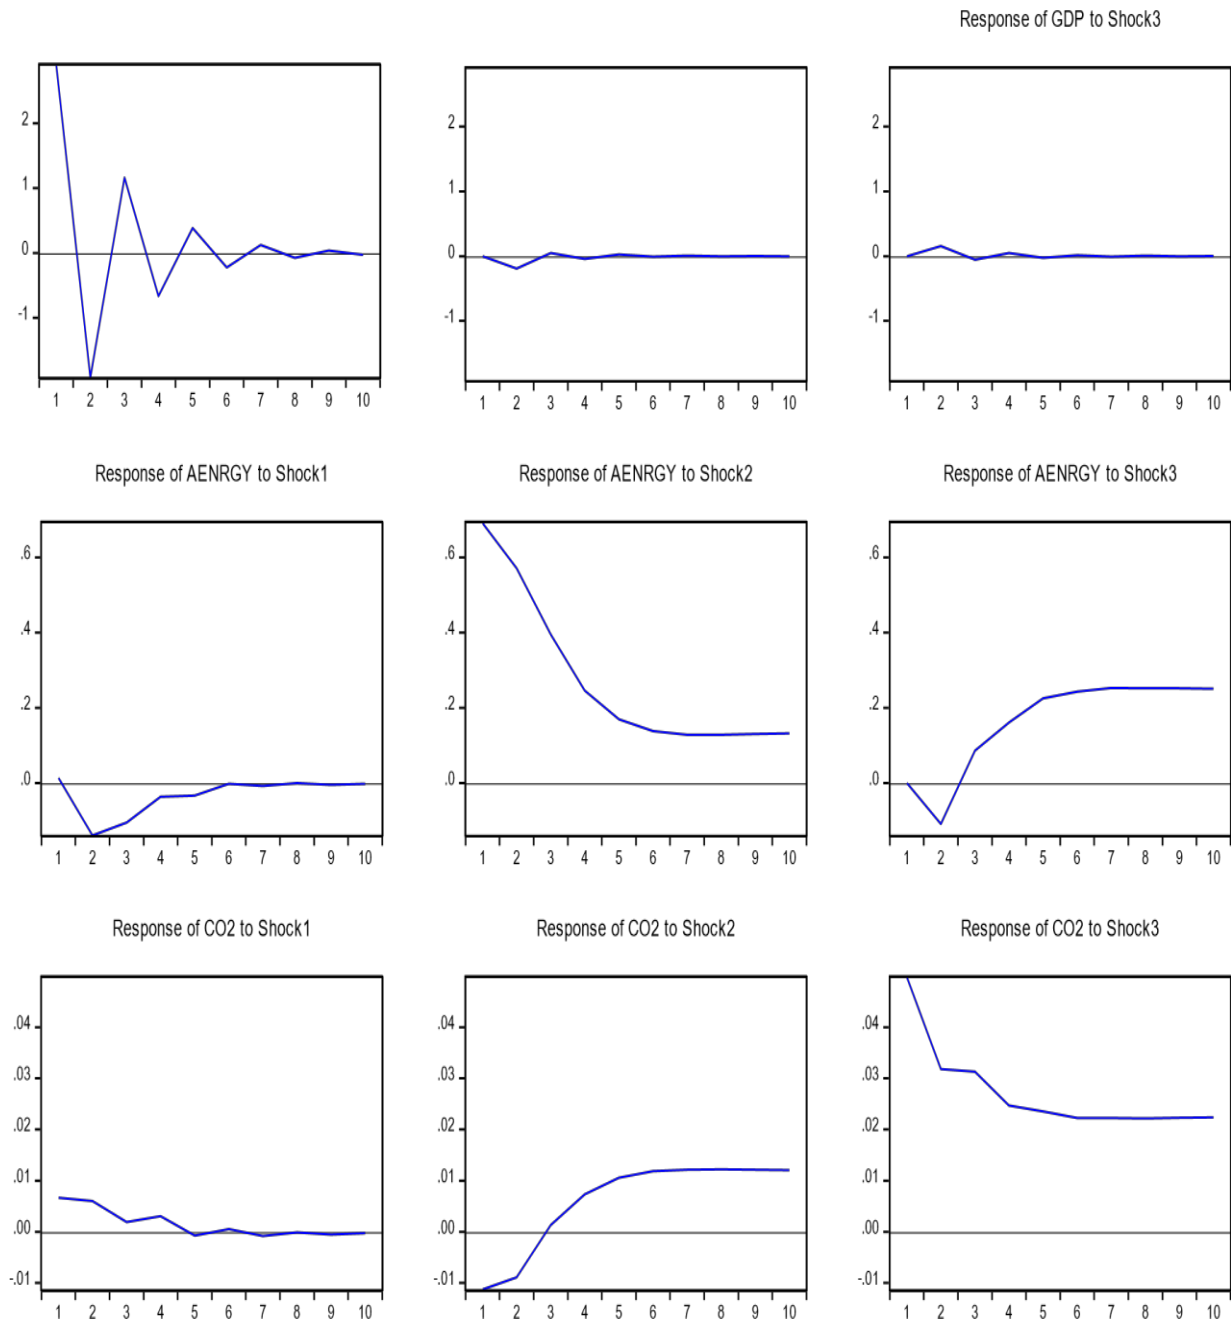 Response of GDP to Shock3
2
1
0
-1
1 2 3 4 5 6 7 8 9 10
2
1
0
-1
1 2 3 4 5 6 7 8 9 10
2
1
0
-1
1 2 3 4 5 6 7 8 9 10
Response of AENRGY to Shock1
.6
.4
.2
.0
1 2 3 4 5 6 7 8 9 10
Response of AENRGY to Shock2
.6
.4
.2
.0
1 2 3 4 5 6 7 8 9 10
Response of AENRGY to Shock3
.6
.4
.2
.0
1 2 3 4 5 6 7 8 9 10
Response of CO2 to Shock1
.04
.03
.02
.01
.00
-.01
1 2 3 4 5 6 7 8 9 10
Response of CO2 to Shock2
.04
.03
.02
.01
.00
-.01
1 2 3 4 5 6 7 8 9 10
Response of CO2 to Shock3
.04
.03
.02
.01
.00
-.01
1 2 3 4 5 6 7 8 9 10